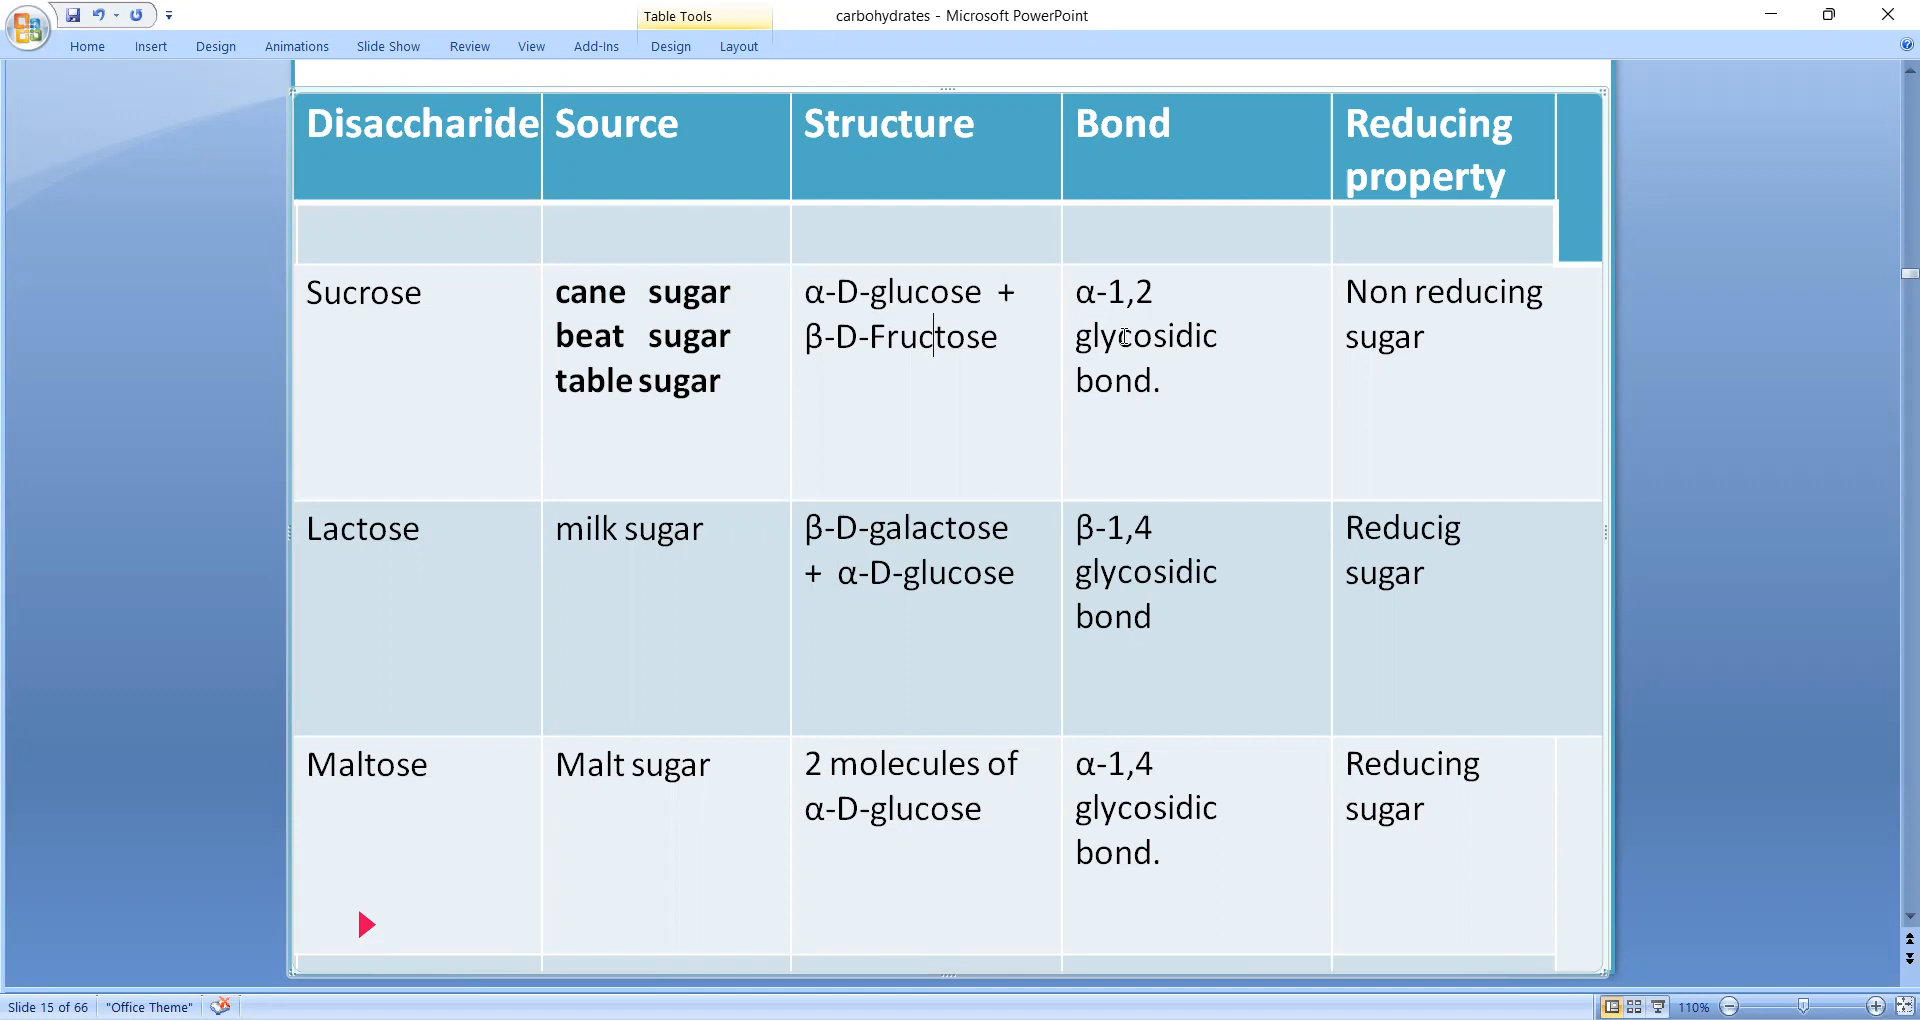 Table Tools
carbohydrates - Microsoft PowerPoint
Home Insert Design Animations Slide Show Review View Add-Ins Design Layout
Disaccharide Source Structure Bond Reducing
property
Sucrose
cane sugar
beat sugar
table sugar
α-D-glucose +
β-D-Fructose
α-1,2
glycosidic
bond.
Non reducing
sugar
Lactose
milk sugar
β-D-galactose
+ α-D-glucose
β-1,4
glycosidic
bond
Reducig
sugar
Maltose
Malt sugar
2 molecules of
α-D-glucose
α-1,4
glycosidic
bond.
Reducing
sugar
Slide 15 of 66 "Office Theme" 110%